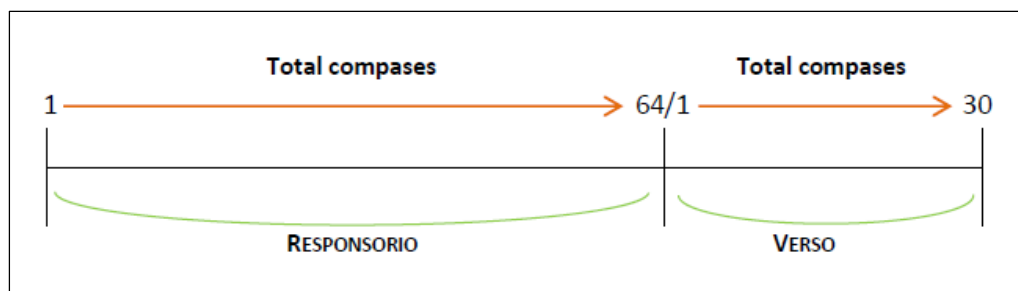 Total compases Total compases
1 64/1 30
RESPONSORIO VERSO